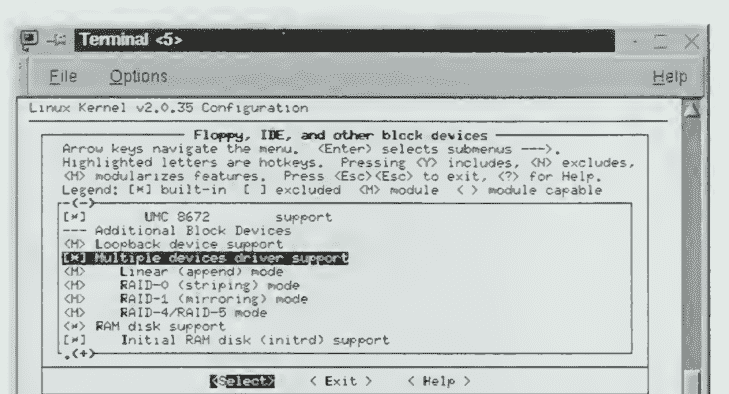 Terminal <5>
File Options Help
Linux Kernel v2.0.35 Configuration
Floppy, IDE, and other block devices
Arrow keys navigate the menu. <Enter> selects submenus --->.
Highlighted letters are hotkeys. Pressing <Y> includes, <N> excludes,
<M> modularizes features. Press <Esc><Esc> to exit, <?> for Help.
Legend: [*] built-in [ ] excluded <M> module < > module capable
(-)
[*] UMC 8672 support
--- Additional Block Devices
<M> Loopback device support
[*] Multiple devices driver support
<M> Linear (append) mode
<M> RAID-0 (striping) mode
<M> RAID-1 (mirroring) mode
<M> RAID-4/RAID-5 mode
<*> RAM disk support
[*] Initial RAM disk (initrd) support
(+)
<Select> < Exit > < Help >